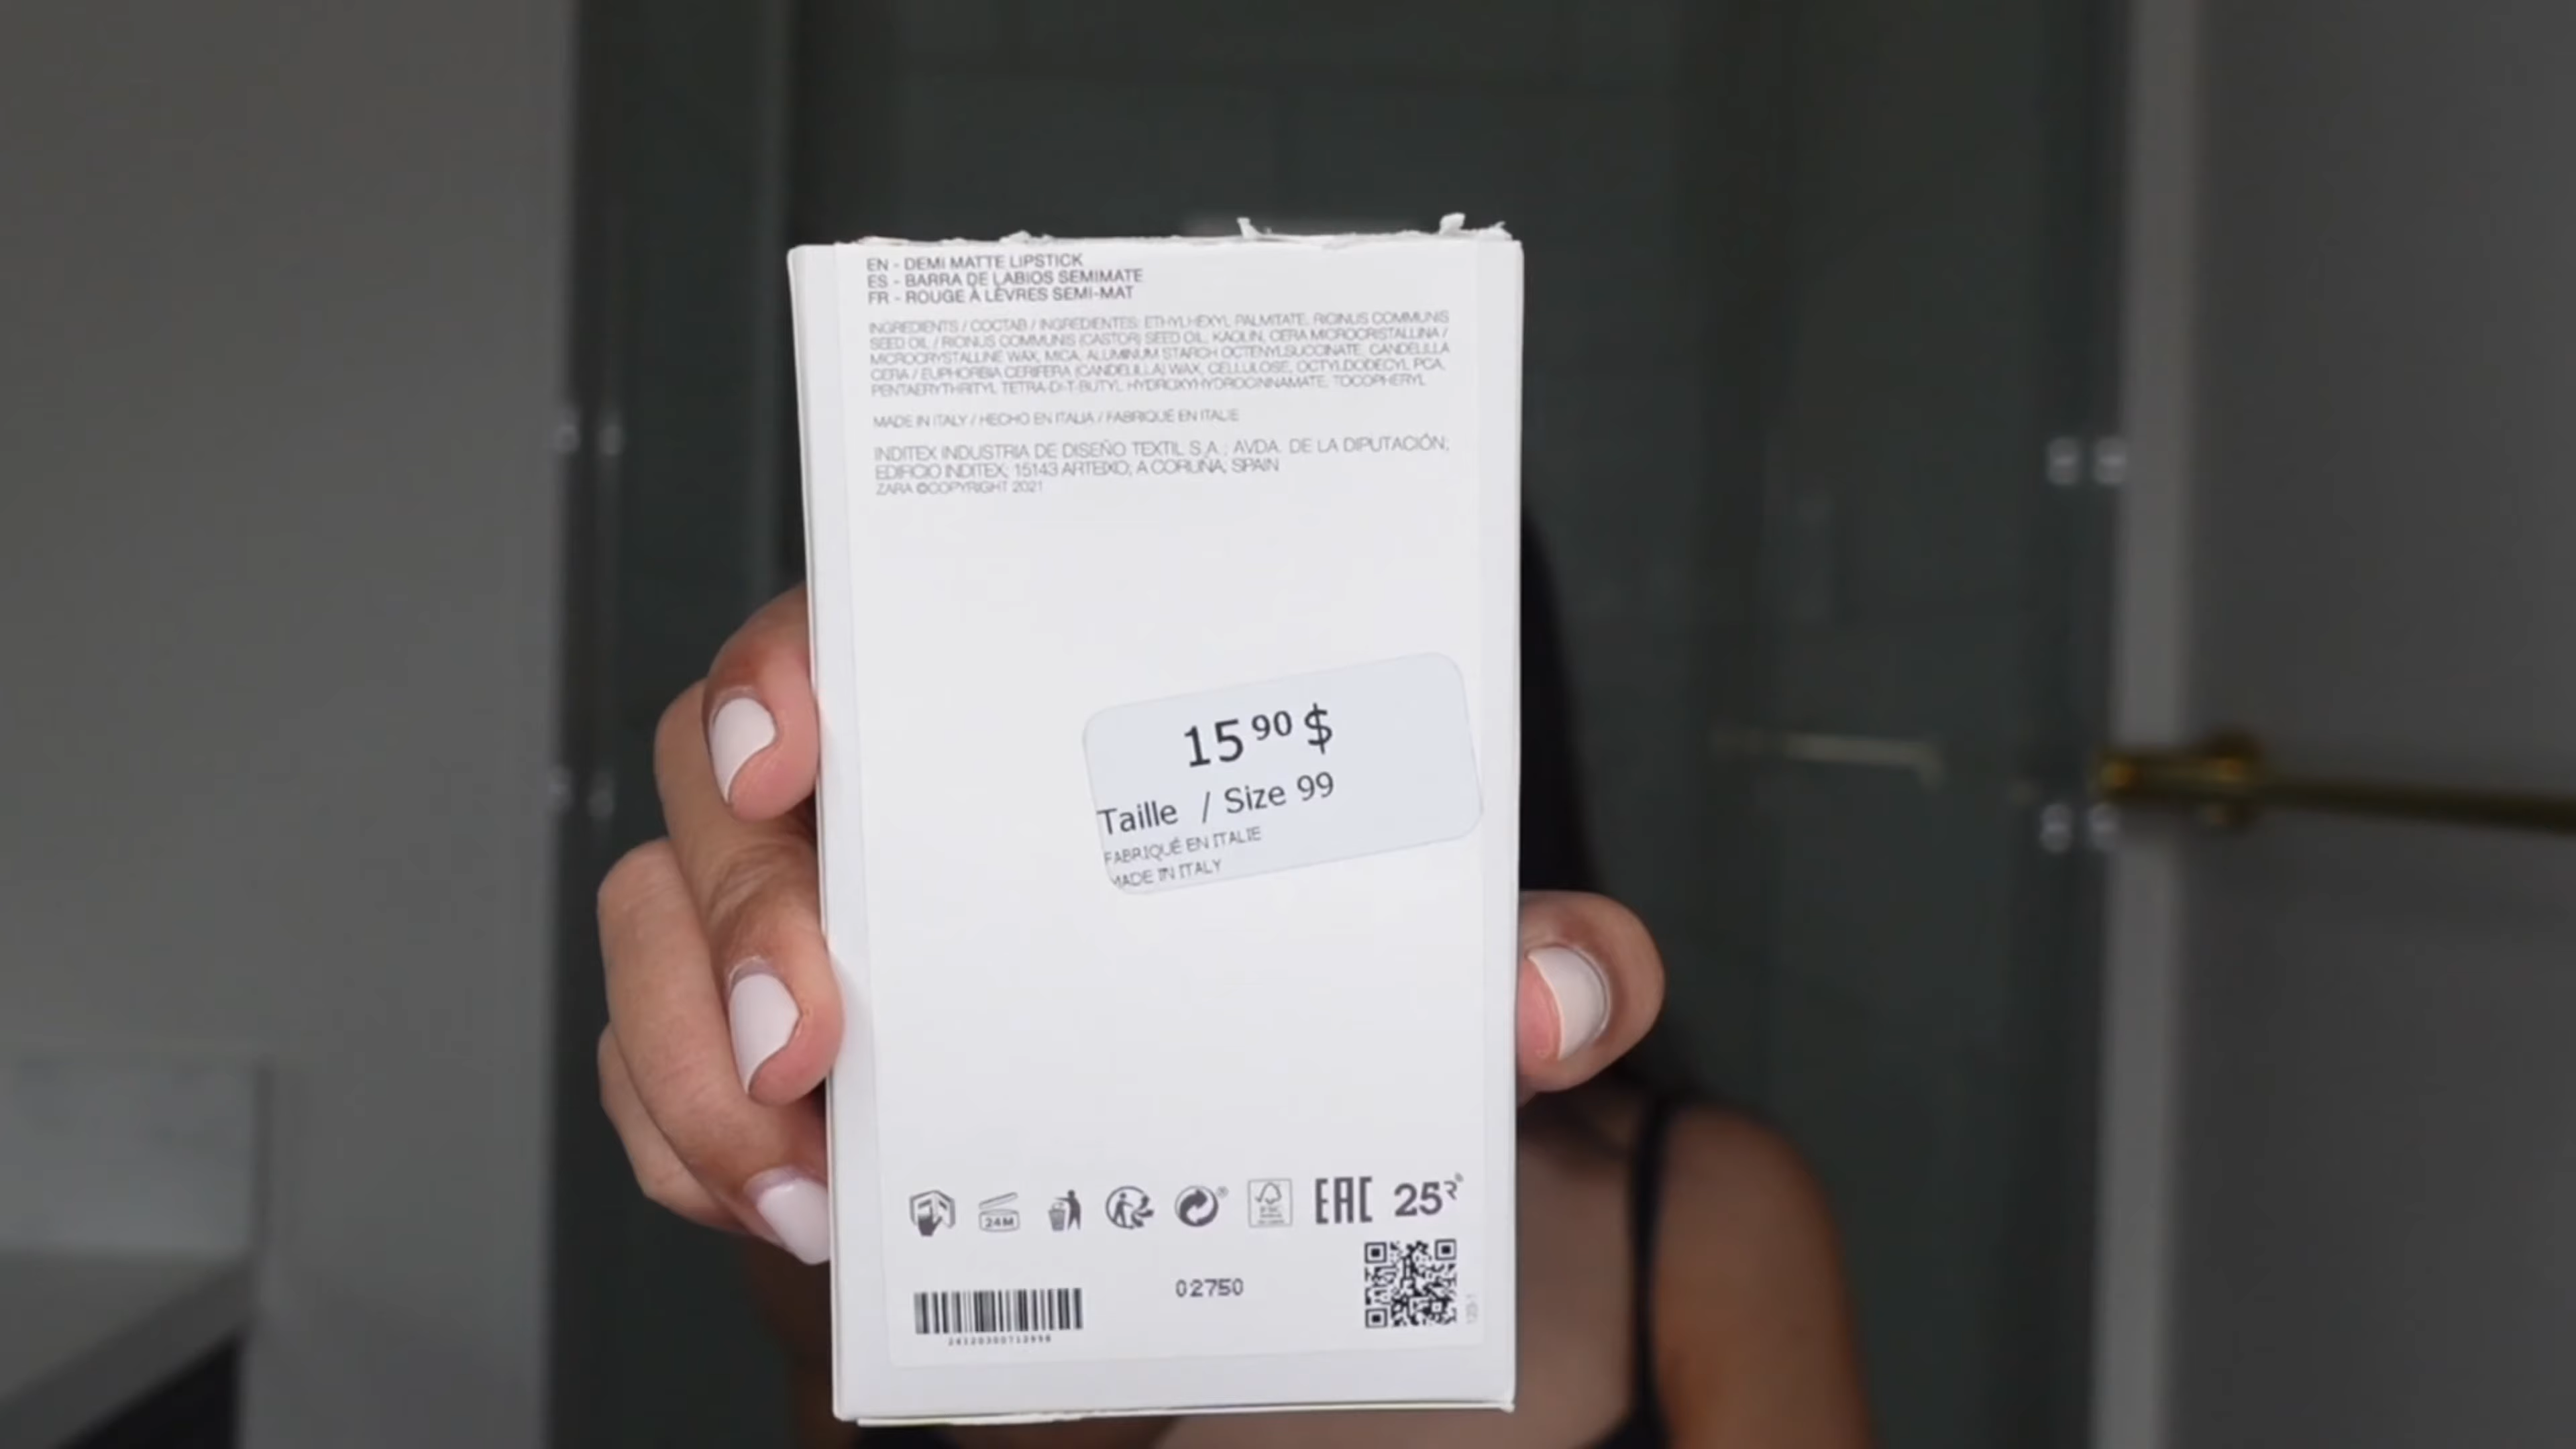 EN - DEMI MATTE LIPSTICK
ES - BARRA DE LABIOS SEMIMATE
FR - ROUGE À LÈVRES SEMI-MAT
INGREDIENTS / COCTAB / INGREDIENTES: ETHYLHEXYL PALMITATE, RICINUS COMMUNIS
SEED OIL / RICINUS COMMUNIS (CASTOR) SEED OIL, KAOLIN, CERA MICROCRISTALLINA /
MICROCRYSTALLINE WAX, MICA, ALUMINUM STARCH OCTENYLSUCCINATE, CANDELILLA
CERA / EUPHORBIA CERIFERA (CANDELILLA) WAX, CELLULOSE, OCTYLDODECYL PCA,
PENTAERYTHRITYL TETRA-DI-T-BUTYL HYDROXYHYDROCINNAMATE, TOCOPHERYL
MADE IN ITALY / HECHO EN ITALIA / FABRIQUÉ EN ITALIE
INDITEX INDUSTRIA DE DISEÑO TEXTIL S.A.; AVDA. DE LA DIPUTACIÓN;
EDIFICIO INDITEX; 15143 ARTEIXO; A CORUÑA; SPAIN
ZARA ©COPYRIGHT 2021
15 90 $
Taille / Size 99
FABRIQUÉ EN ITALIE
MADE IN ITALY
24M
EAC 25
02750